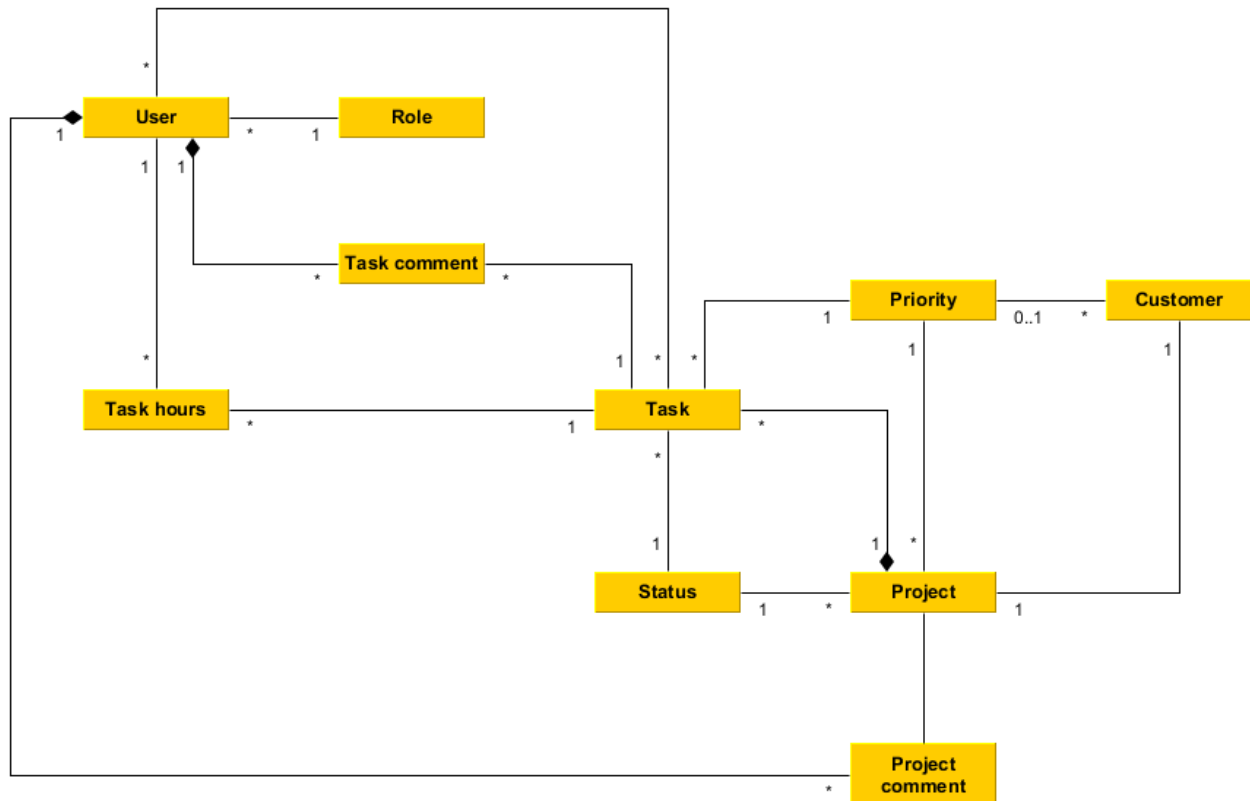 *
User
Role
1
*
1
1
1
Task comment
*
*
Priority
Customer
1
0..1
*
1
1
*
1
*
*
Task hours
Task
*
1
*
*
1
1
*
Status
Project
1
*
1
Project
comment
*